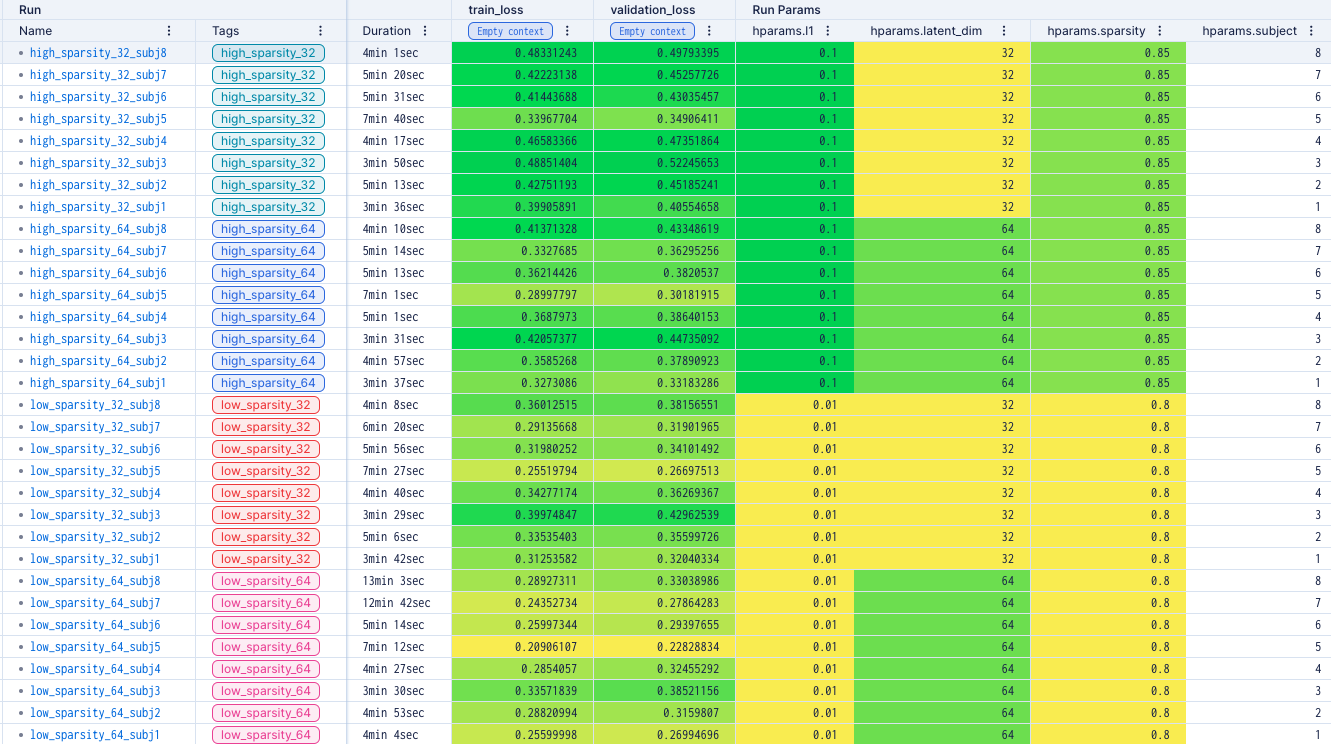 Run train_loss validation_loss Run Params
Name Tags Duration Empty context Empty context hparams.l1 hparams.latent_dim hparams.sparsity hparams.subject
high_sparsity_32_subj8 high_sparsity_32 4min 1sec 0.48331243 0.49793395 0.1 32 0.85 8
high_sparsity_32_subj7 high_sparsity_32 5min 20sec 0.42223138 0.45257726 0.1 32 0.85 7
high_sparsity_32_subj6 high_sparsity_32 5min 31sec 0.41443688 0.43035457 0.1 32 0.85 6
high_sparsity_32_subj5 high_sparsity_32 7min 40sec 0.33967704 0.34906411 0.1 32 0.85 5
high_sparsity_32_subj4 high_sparsity_32 4min 17sec 0.46583366 0.47351864 0.1 32 0.85 4
high_sparsity_32_subj3 high_sparsity_32 3min 50sec 0.48851404 0.52245653 0.1 32 0.85 3
high_sparsity_32_subj2 high_sparsity_32 5min 13sec 0.42751193 0.45185241 0.1 32 0.85 2
high_sparsity_32_subj1 high_sparsity_32 3min 36sec 0.39905891 0.40554658 0.1 32 0.85 1
high_sparsity_64_subj8 high_sparsity_64 4min 10sec 0.41371328 0.43348619 0.1 64 0.85 8
high_sparsity_64_subj7 high_sparsity_64 5min 14sec 0.3327685 0.36295256 0.1 64 0.85 7
high_sparsity_64_subj6 high_sparsity_64 5min 13sec 0.36214426 0.3820537 0.1 64 0.85 6
high_sparsity_64_subj5 high_sparsity_64 7min 1sec 0.28997797 0.30181915 0.1 64 0.85 5
high_sparsity_64_subj4 high_sparsity_64 5min 1sec 0.3687973 0.38640153 0.1 64 0.85 4
high_sparsity_64_subj3 high_sparsity_64 3min 31sec 0.42057377 0.44735092 0.1 64 0.85 3
high_sparsity_64_subj2 high_sparsity_64 4min 57sec 0.3585268 0.37890923 0.1 64 0.85 2
high_sparsity_64_subj1 high_sparsity_64 3min 37sec 0.3273086 0.33183286 0.1 64 0.85 1
low_sparsity_32_subj8 low_sparsity_32 4min 8sec 0.36012515 0.38156551 0.01 32 0.8 8
low_sparsity_32_subj7 low_sparsity_32 6min 20sec 0.29135668 0.31901965 0.01 32 0.8 7
low_sparsity_32_subj6 low_sparsity_32 5min 56sec 0.31980252 0.34101492 0.01 32 0.8 6
low_sparsity_32_subj5 low_sparsity_32 7min 27sec 0.25519794 0.26697513 0.01 32 0.8 5
low_sparsity_32_subj4 low_sparsity_32 4min 40sec 0.34277174 0.36269367 0.01 32 0.8 4
low_sparsity_32_subj3 low_sparsity_32 3min 29sec 0.39974847 0.42962539 0.01 32 0.8 3
low_sparsity_32_subj2 low_sparsity_32 5min 6sec 0.33535403 0.35599726 0.01 32 0.8 2
low_sparsity_32_subj1 low_sparsity_32 3min 42sec 0.31253582 0.32040334 0.01 32 0.8 1
low_sparsity_64_subj8 low_sparsity_64 13min 3sec 0.28927311 0.33038986 0.01 64 0.8 8
low_sparsity_64_subj7 low_sparsity_64 12min 42sec 0.24352734 0.27864283 0.01 64 0.8 7
low_sparsity_64_subj6 low_sparsity_64 5min 14sec 0.25997344 0.29397655 0.01 64 0.8 6
low_sparsity_64_subj5 low_sparsity_64 7min 12sec 0.20906107 0.22828834 0.01 64 0.8 5
low_sparsity_64_subj4 low_sparsity_64 4min 27sec 0.2854057 0.32455292 0.01 64 0.8 4
low_sparsity_64_subj3 low_sparsity_64 3min 30sec 0.33571839 0.38521156 0.01 64 0.8 3
low_sparsity_64_subj2 low_sparsity_64 4min 53sec 0.28820994 0.3159807 0.01 64 0.8 2
low_sparsity_64_subj1 low_sparsity_64 4min 4sec 0.25599998 0.26994696 0.01 64 0.8 1